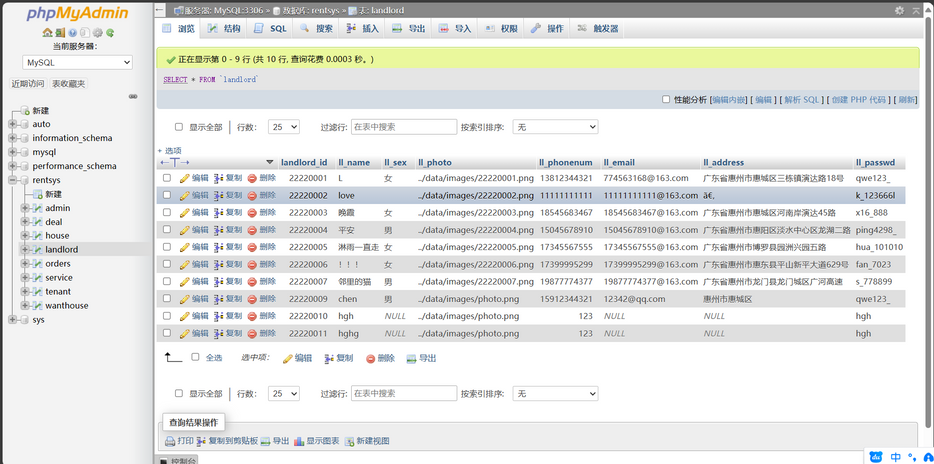 phpMyAdmin
当前服务器:
MySQL
近期访问 表收藏夹
新建
auto
information_schema
mysql
performance_schema
rentsys
新建
admin
deal
house
landlord
orders
service
tenant
wanthouse
sys
服务器: MySQL:3306 » 数据库: rentsys » 表: landlord
浏览 结构 SQL 搜索 插入 导出 导入 权限 操作 触发器
正在显示第 0 - 9 行 (共 10 行, 查询花费 0.0003 秒。)
SELECT * FROM `landlord`
性能分析 [编辑内嵌] [ 编辑 ] [ 解析 SQL ] [ 创建 PHP 代码 ] [ 刷新]
显示全部 行数: 25 过滤行: 在表中搜索 按索引排序: 无
+ 选项
←T→ landlord_id ll_name ll_sex ll_photo ll_phonenum ll_email ll_address ll_passwd
编辑 复制 删除 22220001 L 女 ../data/images/22220001.png 13812344321 774563168@163.com 广东省惠州市惠城区三栋镇演达路18号 qwe123_
编辑 复制 删除 22220002 love ../data/images/22220002.png 11111111111 11111111111@163.com ã€‚ k_123666l
编辑 复制 删除 22220003 晚霞 女 ../data/images/22220003.png 18545683467 18545683467@163.com 广东省惠州市惠城区河南岸演达45路 x16_888
编辑 复制 删除 22220004 平安 男 ../data/images/22220004.png 15045678910 15045678910@163.com 广东省惠州市惠阳区淡水中心区龙湖二路 ping4298_
编辑 复制 删除 22220005 淋雨一直走 女 ../data/images/22220005.png 17345567555 17345567555@163.com 广东省惠州市博罗县园洲兴园五路 hua_101010
编辑 复制 删除 22220006 ！！！ 女 ../data/images/22220006.png 17399995299 17399995299@163.com 广东省惠州市惠东县平山新平大道629号 fan_7023
编辑 复制 删除 22220007 邻里的猫 男 ../data/images/22220007.png 19877774377 19877774377@163.com 广东省惠州市龙门县龙门城区广河高速 s_778899
编辑 复制 删除 22220009 chen 男 ../data/images/photo.png 15912344321 12342@qq.com 惠州市惠城区 qwe123_
编辑 复制 删除 22220010 hgh NULL ../data/images/photo.png 123 NULL NULL hgh
编辑 复制 删除 22220011 hghg NULL ../data/images/photo.png 123 NULL NULL hgh
全选 选中项: 编辑 复制 删除 导出
显示全部 行数: 25 过滤行: 在表中搜索 按索引排序: 无
查询结果操作
打印 复制到剪贴板 导出 显示图表 新建视图
控制台
du 中